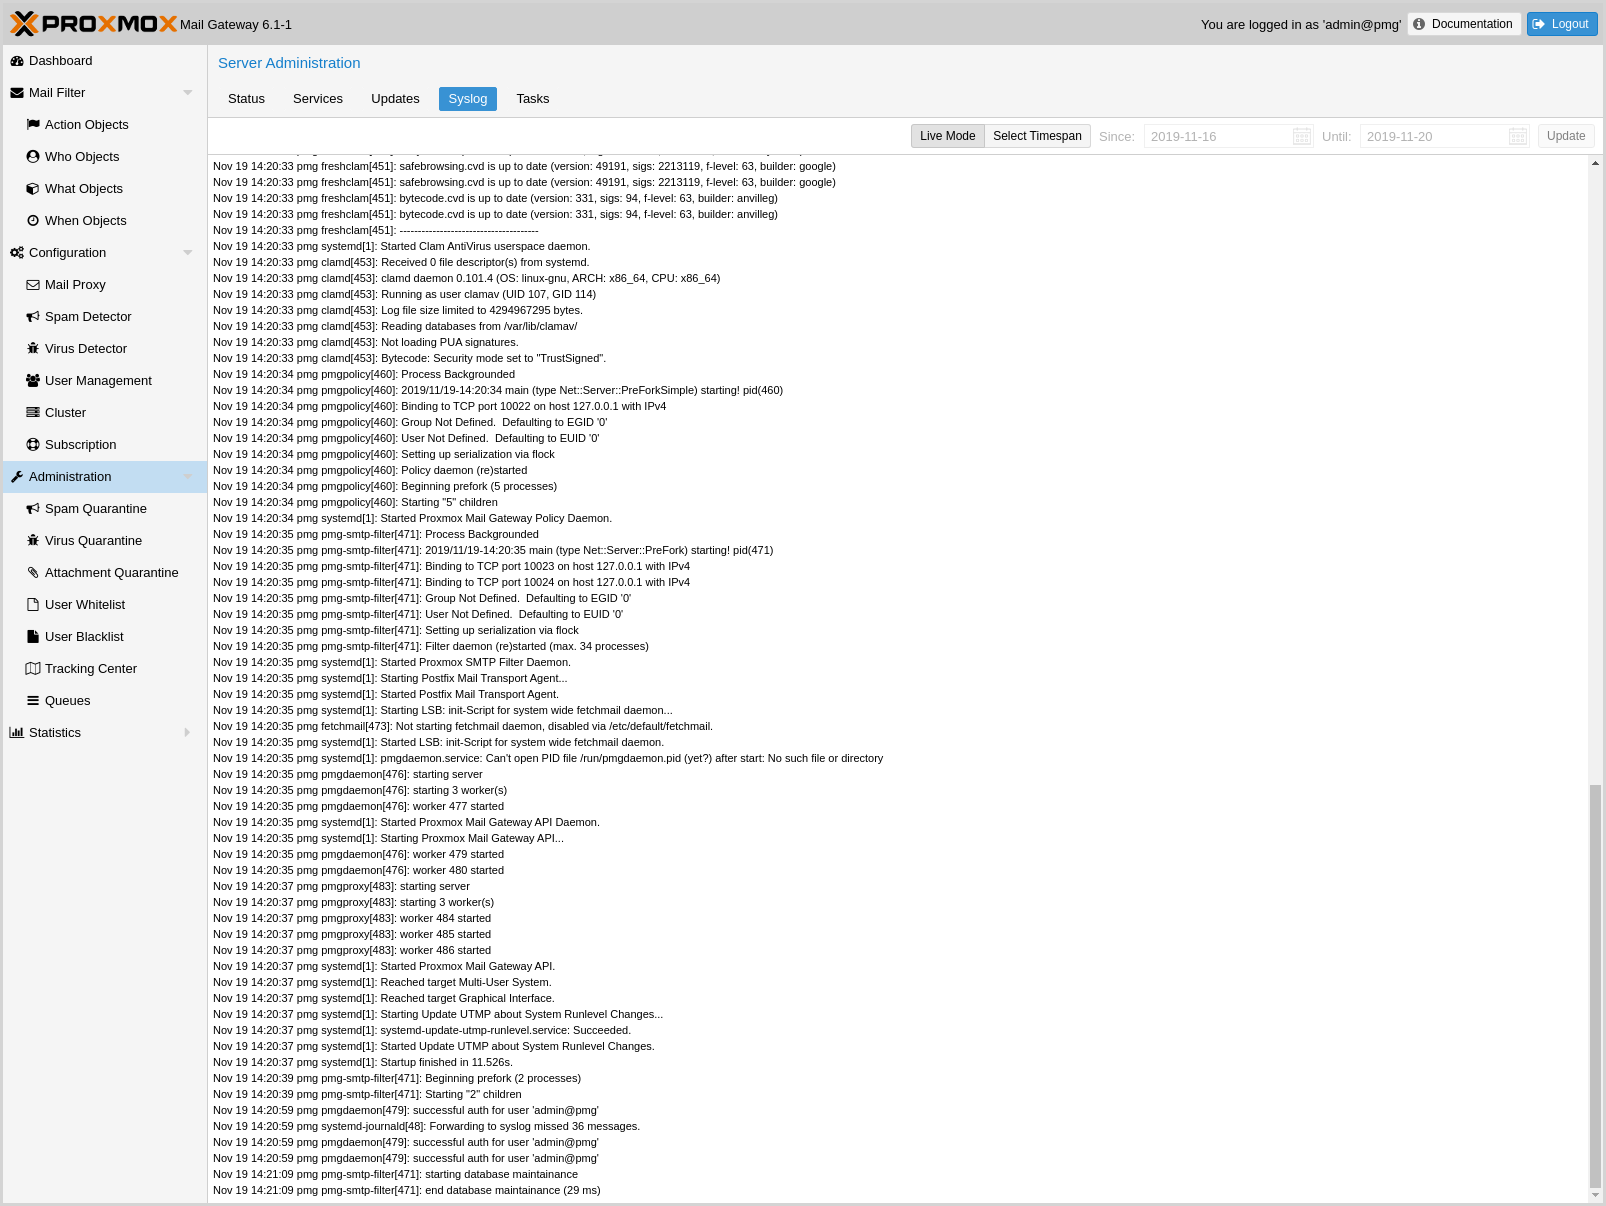 PROXMOX Mail Gateway 6.1-1
You are logged in as 'admin@pmg'
Documentation
Logout
Dashboard
Mail Filter
Action Objects
Who Objects
What Objects
When Objects
Configuration
Mail Proxy
Spam Detector
Virus Detector
User Management
Cluster
Subscription
Administration
Spam Quarantine
Virus Quarantine
Attachment Quarantine
User Whitelist
User Blacklist
Tracking Center
Queues
Statistics
Server Administration
Status Services Updates Syslog Tasks
Live Mode Select Timespan Since: 2019-11-16 Until: 2019-11-20 Update
Nov 19 14:20:33 pmg freshclam[451]: safebrowsing.cvd is up to date (version: 49191, sigs: 2213119, f-level: 63, builder: google)
Nov 19 14:20:33 pmg freshclam[451]: safebrowsing.cvd is up to date (version: 49191, sigs: 2213119, f-level: 63, builder: google)
Nov 19 14:20:33 pmg freshclam[451]: bytecode.cvd is up to date (version: 331, sigs: 94, f-level: 63, builder: anvilleg)
Nov 19 14:20:33 pmg freshclam[451]: bytecode.cvd is up to date (version: 331, sigs: 94, f-level: 63, builder: anvilleg)
Nov 19 14:20:33 pmg freshclam[451]: --------------------------------------
Nov 19 14:20:33 pmg systemd[1]: Started Clam AntiVirus userspace daemon.
Nov 19 14:20:33 pmg clamd[453]: Received 0 file descriptor(s) from systemd.
Nov 19 14:20:33 pmg clamd[453]: clamd daemon 0.101.4 (OS: linux-gnu, ARCH: x86_64, CPU: x86_64)
Nov 19 14:20:33 pmg clamd[453]: Running as user clamav (UID 107, GID 114)
Nov 19 14:20:33 pmg clamd[453]: Log file size limited to 4294967295 bytes.
Nov 19 14:20:33 pmg clamd[453]: Reading databases from /var/lib/clamav/
Nov 19 14:20:33 pmg clamd[453]: Not loading PUA signatures.
Nov 19 14:20:33 pmg clamd[453]: Bytecode: Security mode set to "TrustSigned".
Nov 19 14:20:34 pmg pmgpolicy[460]: Process Backgrounded
Nov 19 14:20:34 pmg pmgpolicy[460]: 2019/11/19-14:20:34 main (type Net::Server::PreForkSimple) starting! pid(460)
Nov 19 14:20:34 pmg pmgpolicy[460]: Binding to TCP port 10022 on host 127.0.0.1 with IPv4
Nov 19 14:20:34 pmg pmgpolicy[460]: Group Not Defined.  Defaulting to EGID '0'
Nov 19 14:20:34 pmg pmgpolicy[460]: User Not Defined.  Defaulting to EUID '0'
Nov 19 14:20:34 pmg pmgpolicy[460]: Setting up serialization via flock
Nov 19 14:20:34 pmg pmgpolicy[460]: Policy daemon (re)started
Nov 19 14:20:34 pmg pmgpolicy[460]: Beginning prefork (5 processes)
Nov 19 14:20:34 pmg pmgpolicy[460]: Starting "5" children
Nov 19 14:20:34 pmg systemd[1]: Started Proxmox Mail Gateway Policy Daemon.
Nov 19 14:20:35 pmg pmg-smtp-filter[471]: Process Backgrounded
Nov 19 14:20:35 pmg pmg-smtp-filter[471]: 2019/11/19-14:20:35 main (type Net::Server::PreFork) starting! pid(471)
Nov 19 14:20:35 pmg pmg-smtp-filter[471]: Binding to TCP port 10023 on host 127.0.0.1 with IPv4
Nov 19 14:20:35 pmg pmg-smtp-filter[471]: Binding to TCP port 10024 on host 127.0.0.1 with IPv4
Nov 19 14:20:35 pmg pmg-smtp-filter[471]: Group Not Defined.  Defaulting to EGID '0'
Nov 19 14:20:35 pmg pmg-smtp-filter[471]: User Not Defined.  Defaulting to EUID '0'
Nov 19 14:20:35 pmg pmg-smtp-filter[471]: Setting up serialization via flock
Nov 19 14:20:35 pmg pmg-smtp-filter[471]: Filter daemon (re)started (max. 34 processes)
Nov 19 14:20:35 pmg systemd[1]: Started Proxmox SMTP Filter Daemon.
Nov 19 14:20:35 pmg systemd[1]: Starting Postfix Mail Transport Agent...
Nov 19 14:20:35 pmg systemd[1]: Started Postfix Mail Transport Agent.
Nov 19 14:20:35 pmg systemd[1]: Starting LSB: init-Script for system wide fetchmail daemon...
Nov 19 14:20:35 pmg fetchmail[473]: Not starting fetchmail daemon, disabled via /etc/default/fetchmail.
Nov 19 14:20:35 pmg systemd[1]: Started LSB: init-Script for system wide fetchmail daemon.
Nov 19 14:20:35 pmg systemd[1]: pmgdaemon.service: Can't open PID file /run/pmgdaemon.pid (yet?) after start: No such file or directory
Nov 19 14:20:35 pmg pmgdaemon[476]: starting server
Nov 19 14:20:35 pmg pmgdaemon[476]: starting 3 worker(s)
Nov 19 14:20:35 pmg pmgdaemon[476]: worker 477 started
Nov 19 14:20:35 pmg systemd[1]: Started Proxmox Mail Gateway API Daemon.
Nov 19 14:20:35 pmg systemd[1]: Starting Proxmox Mail Gateway API...
Nov 19 14:20:35 pmg pmgdaemon[476]: worker 479 started
Nov 19 14:20:35 pmg pmgdaemon[476]: worker 480 started
Nov 19 14:20:37 pmg pmgproxy[483]: starting server
Nov 19 14:20:37 pmg pmgproxy[483]: starting 3 worker(s)
Nov 19 14:20:37 pmg pmgproxy[483]: worker 484 started
Nov 19 14:20:37 pmg pmgproxy[483]: worker 485 started
Nov 19 14:20:37 pmg pmgproxy[483]: worker 486 started
Nov 19 14:20:37 pmg systemd[1]: Started Proxmox Mail Gateway API.
Nov 19 14:20:37 pmg systemd[1]: Reached target Multi-User System.
Nov 19 14:20:37 pmg systemd[1]: Reached target Graphical Interface.
Nov 19 14:20:37 pmg systemd[1]: Starting Update UTMP about System Runlevel Changes...
Nov 19 14:20:37 pmg systemd[1]: systemd-update-utmp-runlevel.service: Succeeded.
Nov 19 14:20:37 pmg systemd[1]: Started Update UTMP about System Runlevel Changes.
Nov 19 14:20:37 pmg systemd[1]: Startup finished in 11.526s.
Nov 19 14:20:39 pmg pmg-smtp-filter[471]: Beginning prefork (2 processes)
Nov 19 14:20:39 pmg pmg-smtp-filter[471]: Starting "2" children
Nov 19 14:20:59 pmg pmgdaemon[479]: successful auth for user 'admin@pmg'
Nov 19 14:20:59 pmg systemd-journald[48]: Forwarding to syslog missed 36 messages.
Nov 19 14:20:59 pmg pmgdaemon[479]: successful auth for user 'admin@pmg'
Nov 19 14:20:59 pmg pmgdaemon[479]: successful auth for user 'admin@pmg'
Nov 19 14:21:09 pmg pmg-smtp-filter[471]: starting database maintainance
Nov 19 14:21:09 pmg pmg-smtp-filter[471]: end database maintainance (29 ms)